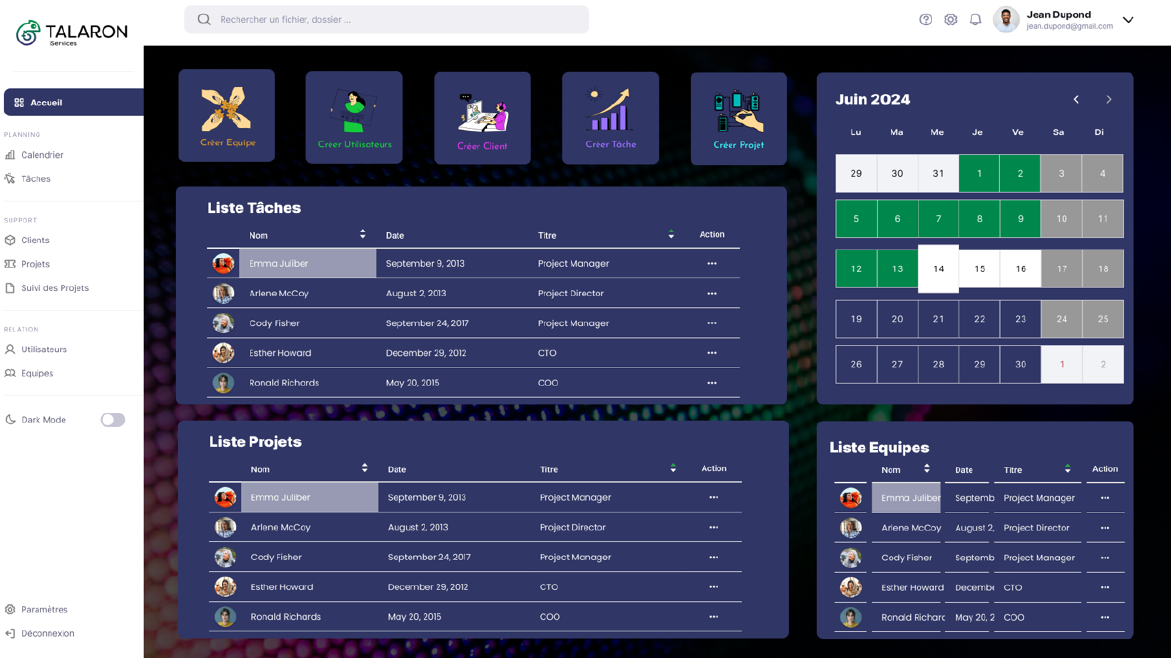 TALARON
Services
Rechercher un fichier, dossier ...
Jean Dupond
jean.dupond@gmail.com
Accueil
PLANNING
Calendrier
Tâches
SUPPORT
Clients
Projets
Suivi des Projets
RELATION
Utilisateurs
Equipes
Dark Mode
Paramètres
Déconnexion
Créer Equipe
Créer Utilisateurs
Créer Client
Créer Tâche
Créer Projet
Liste Tâches
Nom Date Titre Action
Emma Juliber September 9, 2013 Project Manager ...
Arlene McCoy August 2, 2013 Project Director ...
Cody Fisher September 24, 2017 Project Manager ...
Esther Howard December 29, 2012 CTO ...
Ronald Richards May 20, 2015 COO ...
Juin 2024
Lu Ma Me Je Ve Sa Di
29 30 31 1 2 3 4
5 6 7 8 9 10 11
12 13 14 15 16 17 18
19 20 21 22 23 24 25
26 27 28 29 30 1 2
Liste Projets
Nom Date Titre Action
Emma Juliber September 9, 2013 Project Manager ...
Arlene McCoy August 2, 2013 Project Director ...
Cody Fisher September 24, 2017 Project Manager ...
Esther Howard December 29, 2012 CTO ...
Ronald Richards May 20, 2015 COO ...
Liste Equipes
Nom Date Titre Action
Emma Juliber Septemb Project Manager ...
Arlene McCoy August 2, Project Director ...
Cody Fisher Septemb Project Manager ...
Esther Howard Decembe CTO ...
Ronald Richarc May 20, 2 COO ...